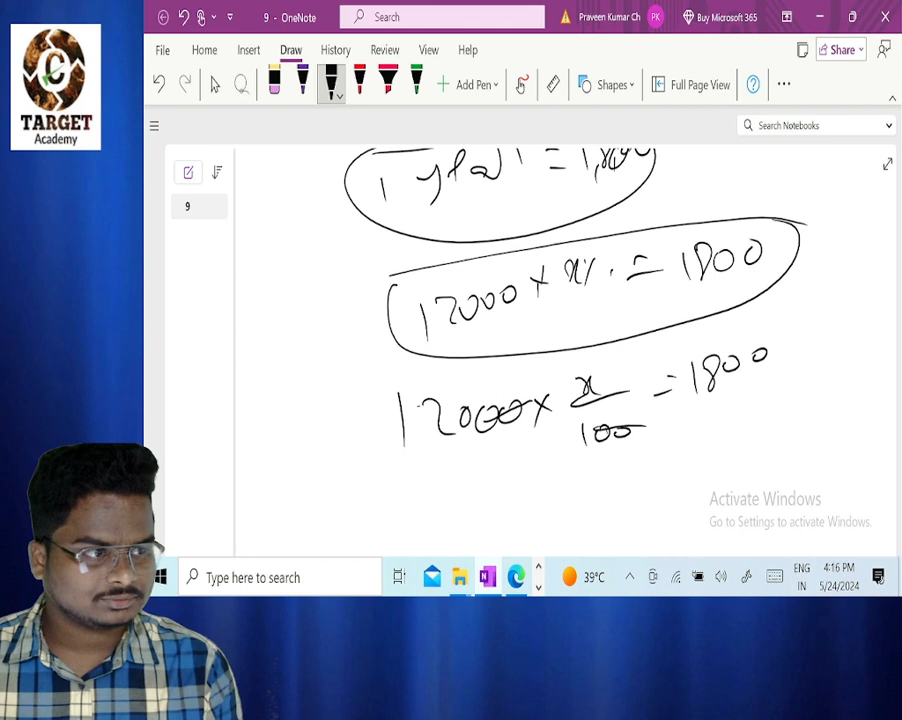 9 - OneNote
Search
Praveen Kumar Ch
PK
Buy Microsoft 365
TARGET
Academy
File Home Insert Draw History Review View Help
Share
Add Pen
Shapes
Full Page View
Search Notebooks
9
12000 × x% = 1800
12000 × x/100 = 1800
Activate Windows
Go to Settings to activate Windows.
Type here to search
39°C
ENG
IN
4:16 PM
5/24/2024